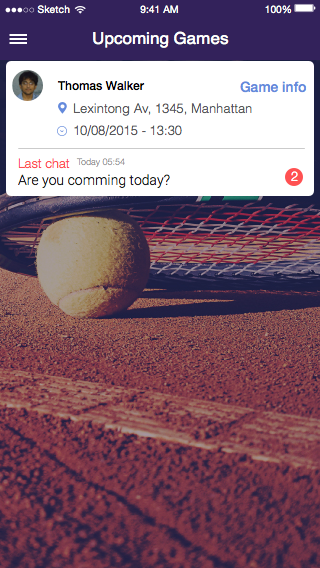 Sketch 9:41 AM 100%
Upcoming Games
Thomas Walker Game info
Lexintong Av, 1345, Manhattan
10/08/2015 - 13:30
Last chat Today 05:54
Are you comming today? 2